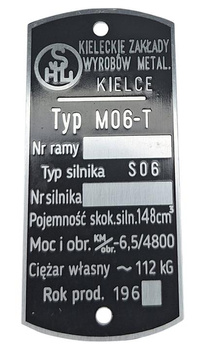 SHL
KIELECKIE ZAKŁADY
WYROBÓW METAL.
KIELCE
Typ M06-T
Nr ramy
Typ silnika S06
Nr silnika
Pojemność skok.siln.148cm³
Moc i obr. KM/obr.-6,5/4800
Ciężar własny ~112 KG
Rok prod. 196